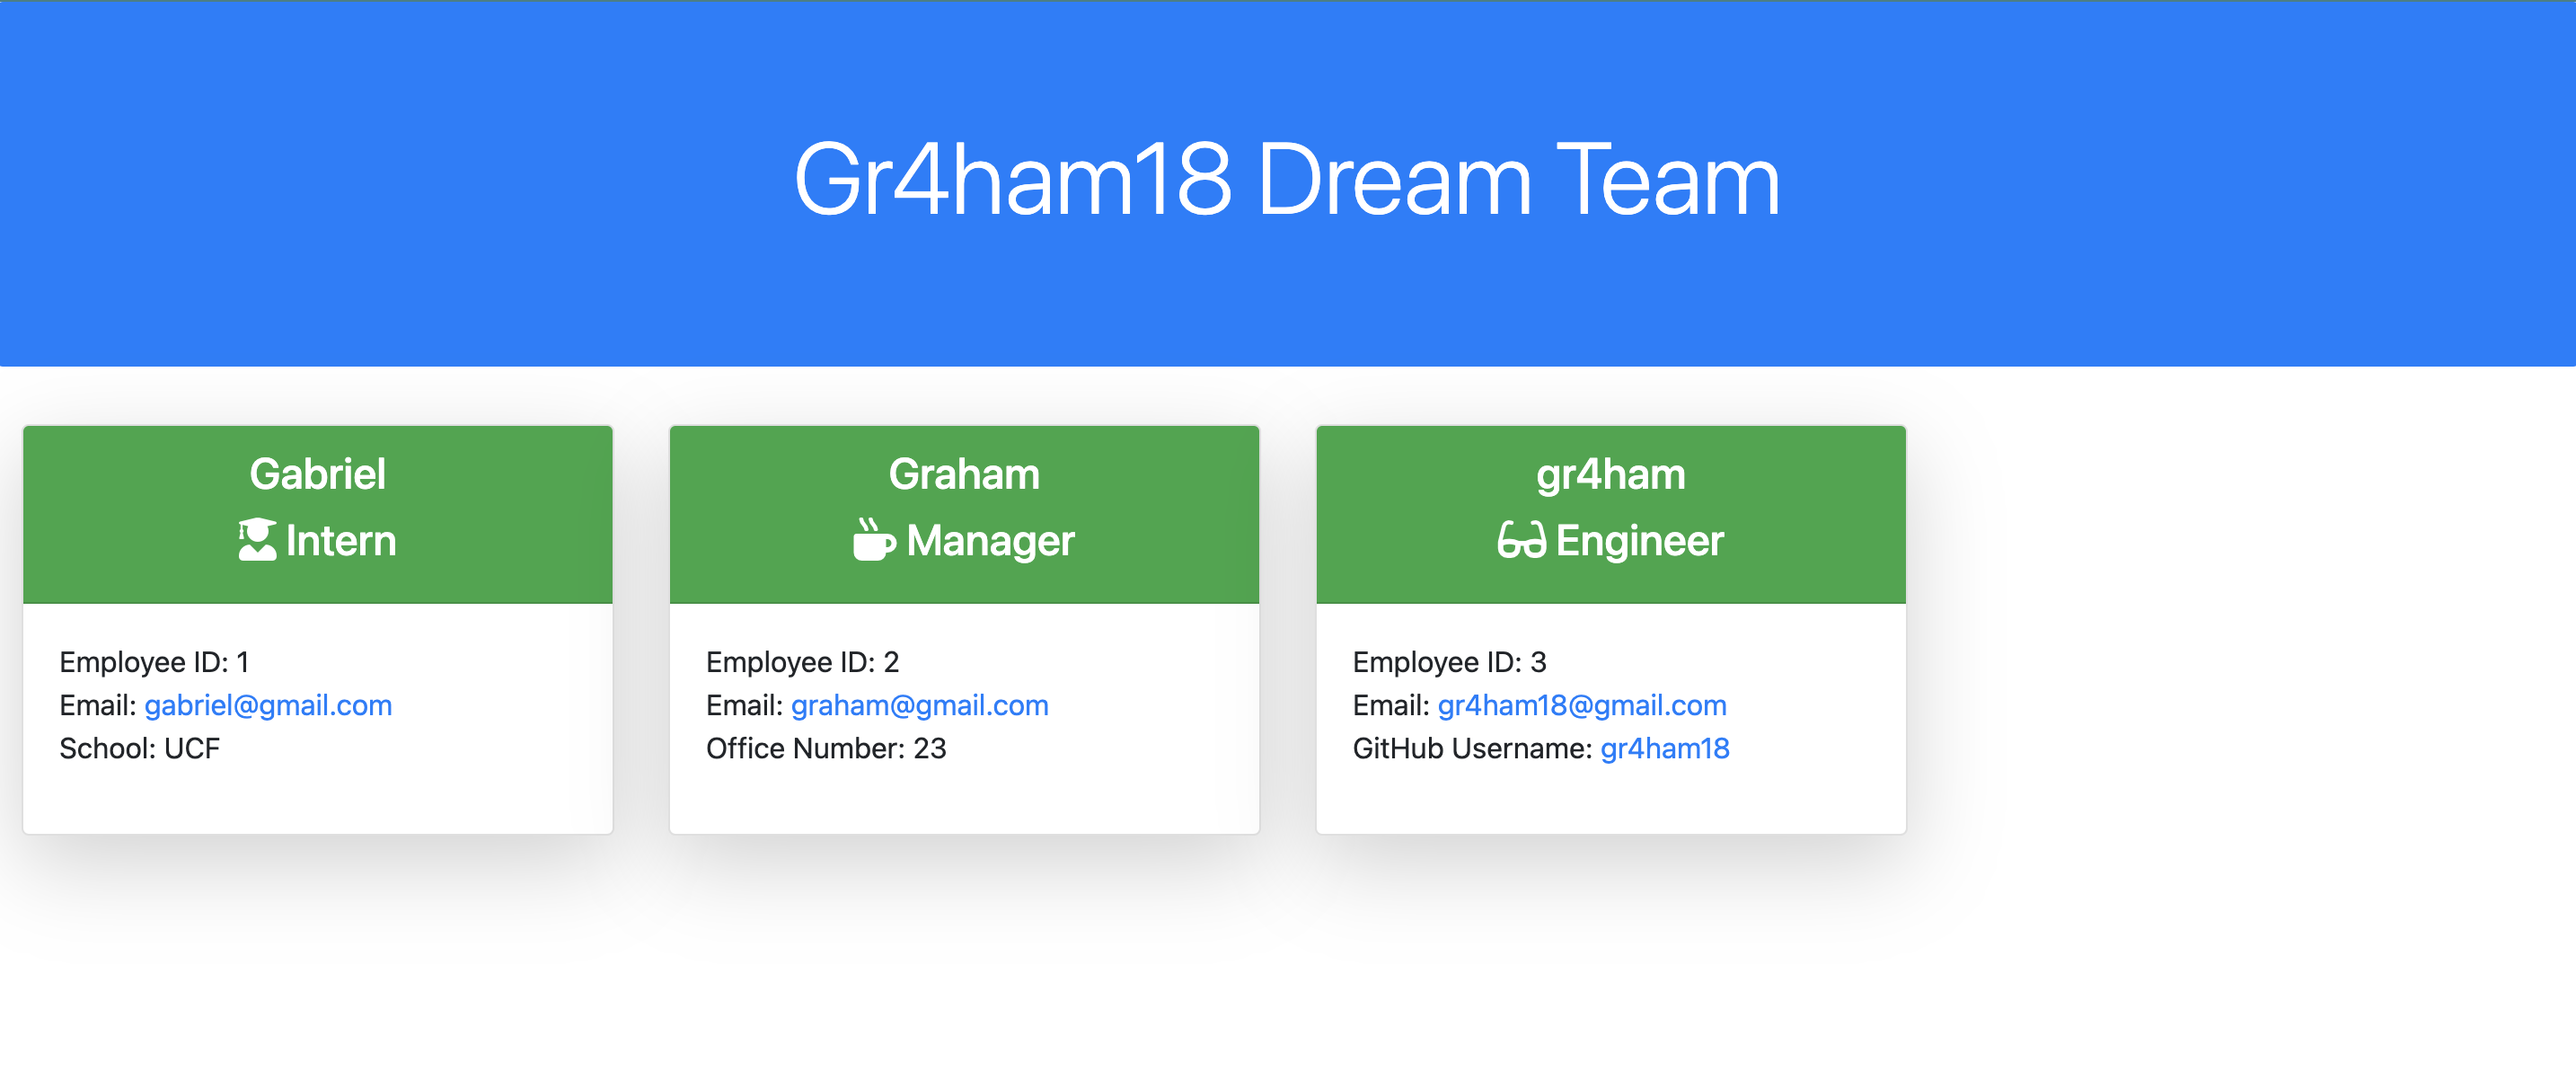 Gr4ham18 Dream Team
Gabriel
Intern
Employee ID: 1
Email: gabriel@gmail.com
School: UCF
Graham
Manager
Employee ID: 2
Email: graham@gmail.com
Office Number: 23
gr4ham
Engineer
Employee ID: 3
Email: gr4ham18@gmail.com
GitHub Username: gr4ham18